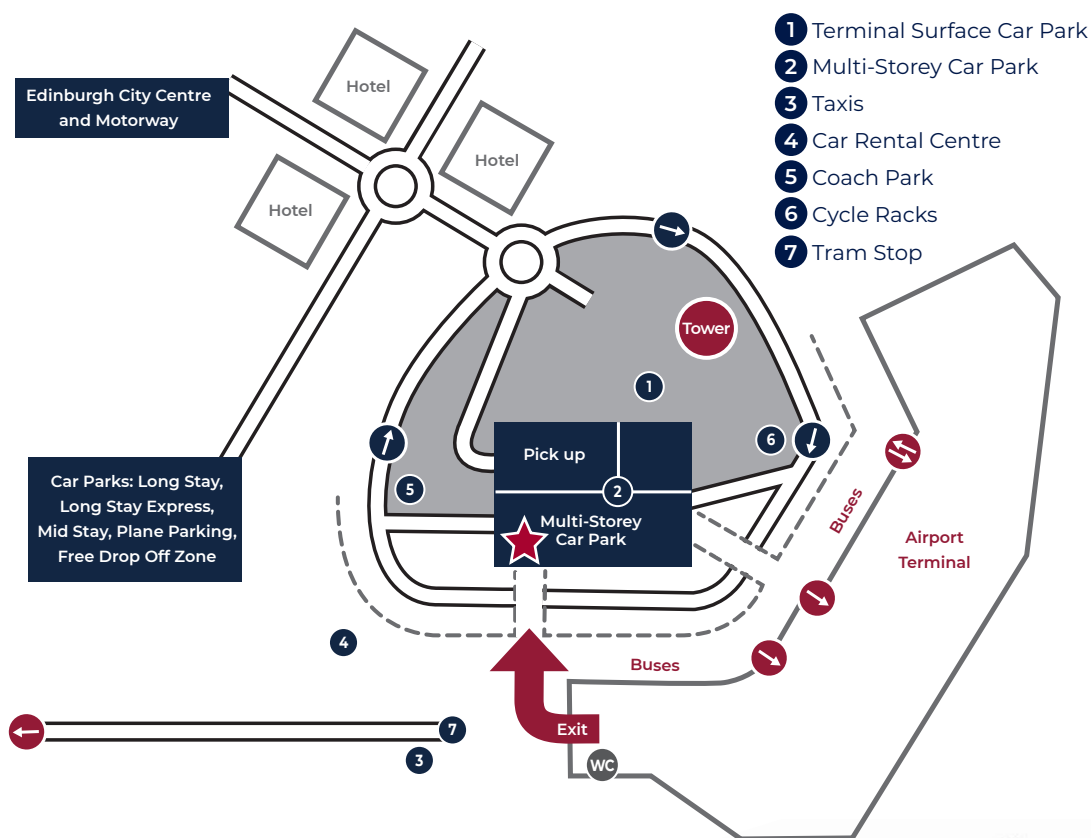 1 Terminal Surface Car Park
2 Multi-Storey Car Park
3 Taxis
4 Car Rental Centre
5 Coach Park
6 Cycle Racks
7 Tram Stop
Edinburgh City Centre
and Motorway
Hotel
Hotel
Hotel
Tower
1
6
Pick up
2
5
Multi-Storey
Car Park
Car Parks: Long Stay,
Long Stay Express,
Mid Stay, Plane Parking,
Free Drop Off Zone
Buses
Airport
Terminal
4
Buses
7
3
Exit
WC